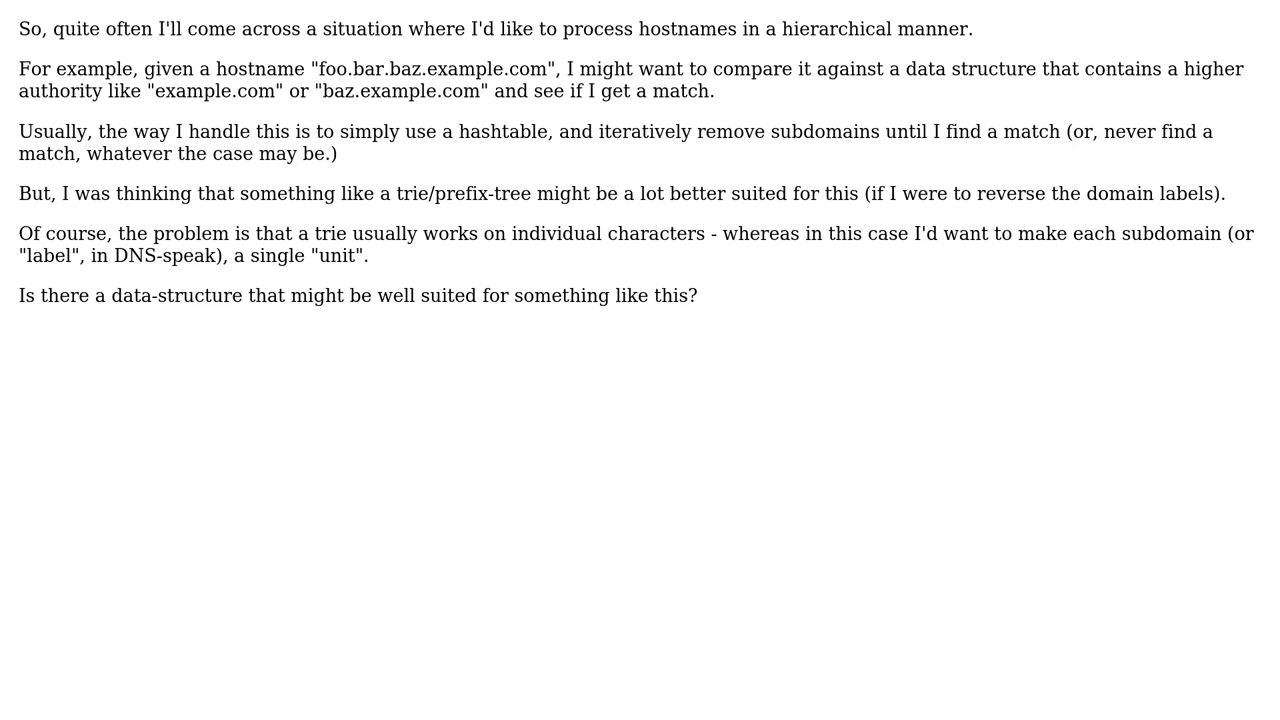 So, quite often I'll come across a situation where I'd like to process hostnames in a hierarchical manner.
For example, given a hostname "foo.bar.baz.example.com", I might want to compare it against a data structure that contains a higher
authority like "example.com" or "baz.example.com" and see if I get a match.
Usually, the way I handle this is to simply use a hashtable, and iteratively remove subdomains until I find a match (or, never find a
match, whatever the case may be.)
But, I was thinking that something like a trie/prefix-tree might be a lot better suited for this (if I were to reverse the domain labels).
Of course, the problem is that a trie usually works on individual characters - whereas in this case I'd want to make each subdomain (or
"label", in DNS-speak), a single "unit".
Is there a data-structure that might be well suited for something like this?